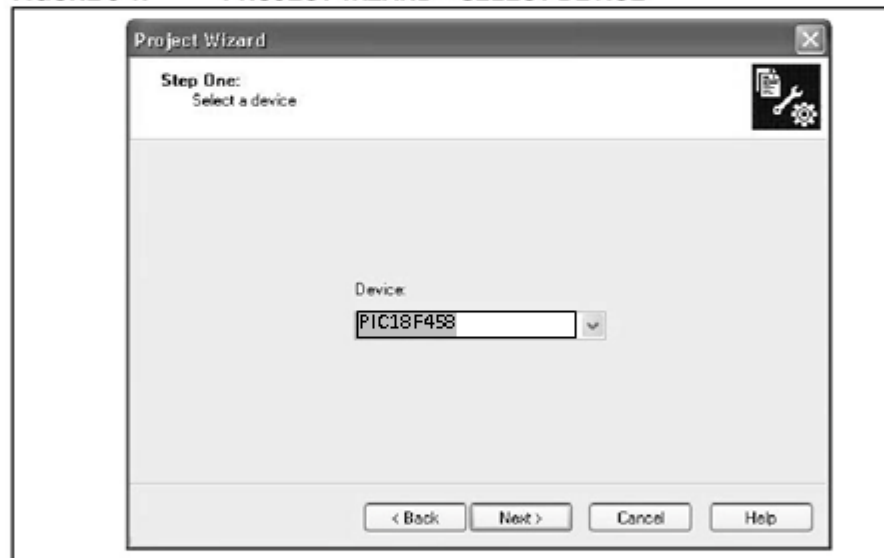 Project Wizard
Step One:
Select a device
Device:
PIC18F458
< Back
Next >
Cancel
Help